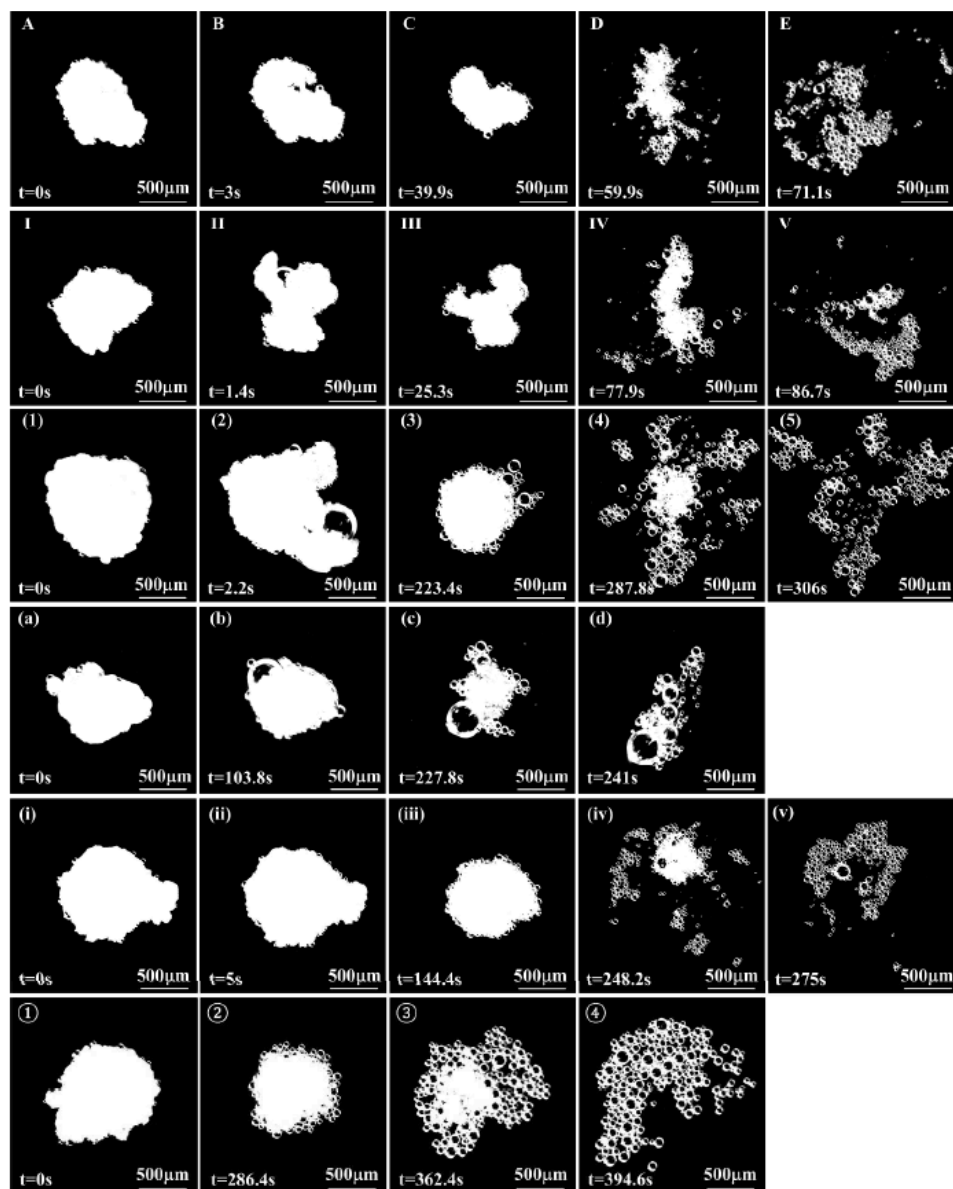 A B C D E
t=0s 500μm t=3s 500μm t=39.9s 500μm t=59.9s 500μm t=71.1s 500μm
I II III IV V
t=0s 500μm t=1.4s 500μm t=25.3s 500μm t=77.9s 500μm t=86.7s 500μm
(1) (2) (3) (4) (5)
t=0s 500μm t=2.2s 500μm t=223.4s 500μm t=287.8s 500μm t=306s 500μm
(a) (b) (c) (d)
t=0s 500μm t=103.8s 500μm t=227.8s 500μm t=241s 500μm
(i) (ii) (iii) (iv) (v)
t=0s 500μm t=5s 500μm t=144.4s 500μm t=248.2s 500μm t=275s 500μm
① ② ③ ④
t=0s 500μm t=286.4s 500μm t=362.4s 500μm t=394.6s 500μm